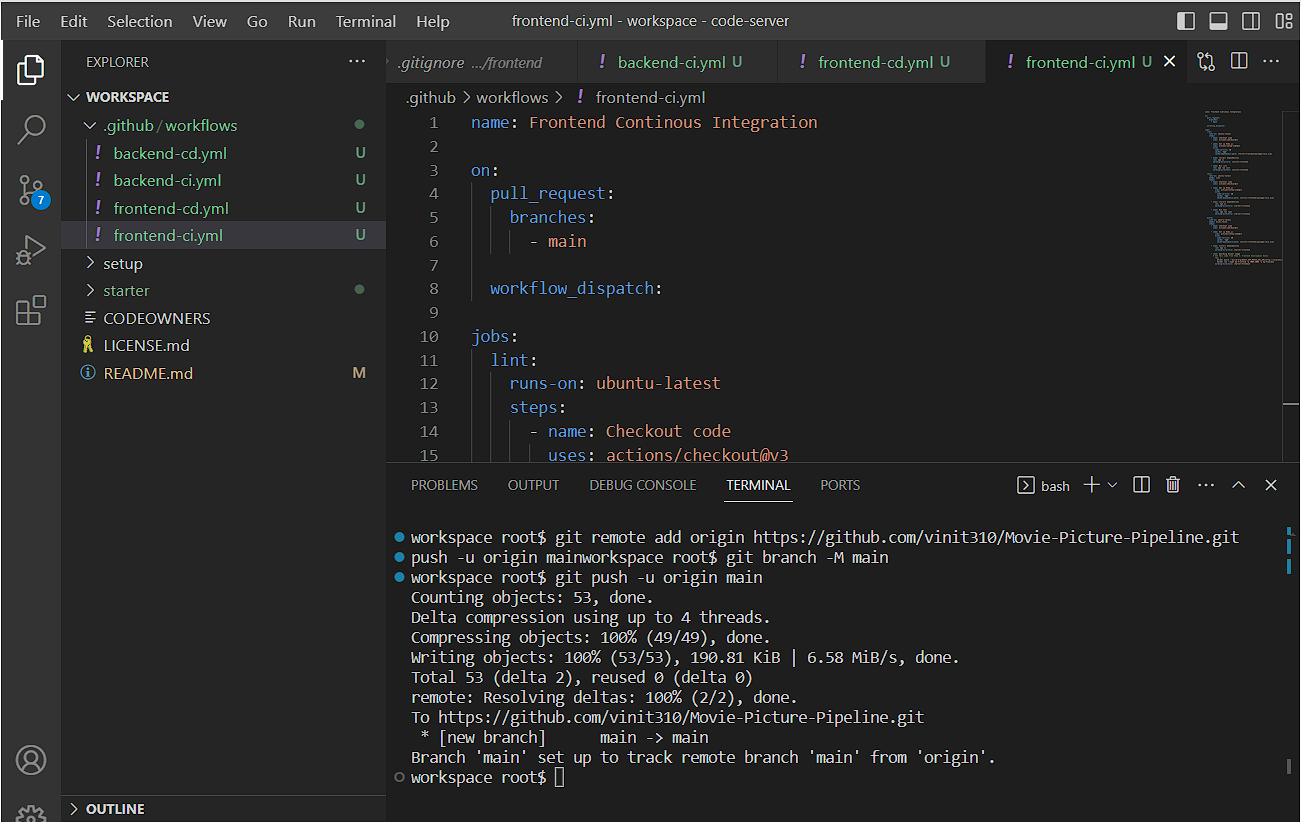 File Edit Selection View Go Run Terminal Help frontend-ci.yml - workspace - code-server
EXPLORER
.gitignore .../frontend
! backend-ci.yml U
! frontend-cd.yml U
! frontend-ci.yml U
WORKSPACE
.github / workflows
! backend-cd.yml U
! backend-ci.yml U
! frontend-cd.yml U
! frontend-ci.yml U
setup
starter
CODEOWNERS
LICENSE.md
README.md M
7
OUTLINE
.github > workflows > ! frontend-ci.yml
1 name: Frontend Continous Integration
2
3 on:
4 pull_request:
5 branches:
6 - main
7
8 workflow_dispatch:
9
10 jobs:
11 lint:
12 runs-on: ubuntu-latest
13 steps:
14 - name: Checkout code
15 uses: actions/checkout@v3
PROBLEMS OUTPUT DEBUG CONSOLE TERMINAL PORTS bash
workspace root$ git remote add origin https://github.com/vinit310/Movie-Picture-Pipeline.git
push -u origin mainworkspace root$ git branch -M main
workspace root$ git push -u origin main
Counting objects: 53, done.
Delta compression using up to 4 threads.
Compressing objects: 100% (49/49), done.
Writing objects: 100% (53/53), 190.81 KiB | 6.58 MiB/s, done.
Total 53 (delta 2), reused 0 (delta 0)
remote: Resolving deltas: 100% (2/2), done.
To https://github.com/vinit310/Movie-Picture-Pipeline.git
* [new branch] main -> main
Branch 'main' set up to track remote branch 'main' from 'origin'.
workspace root$